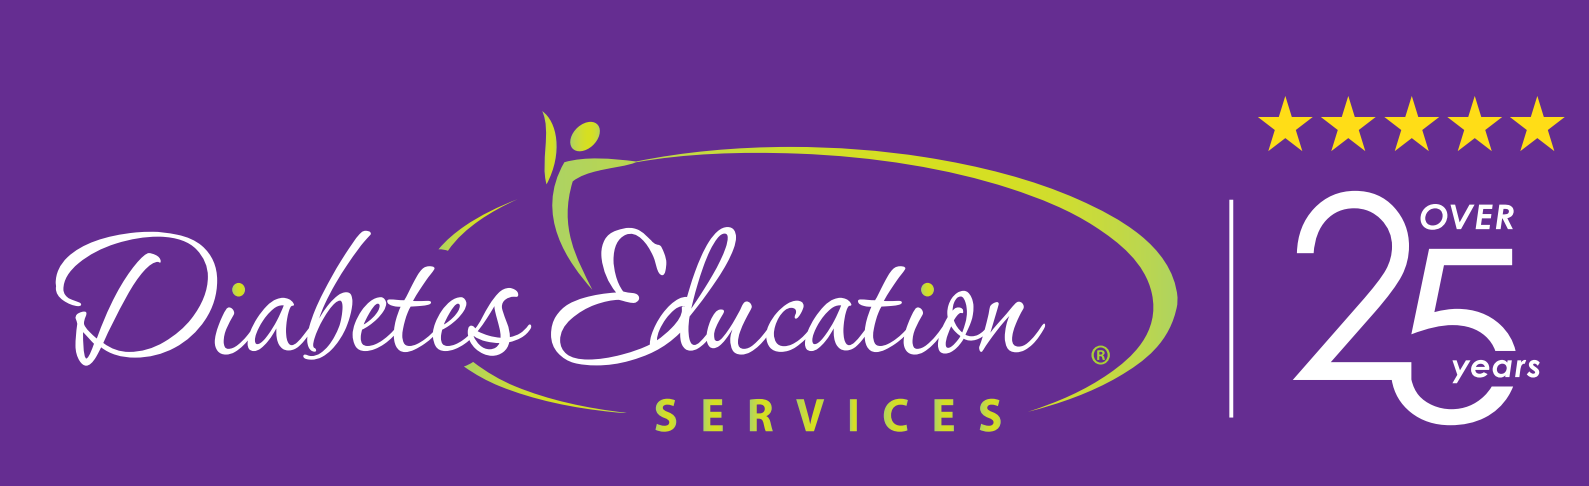 Diabetes Education
®
SERVICES
OVER
25
years